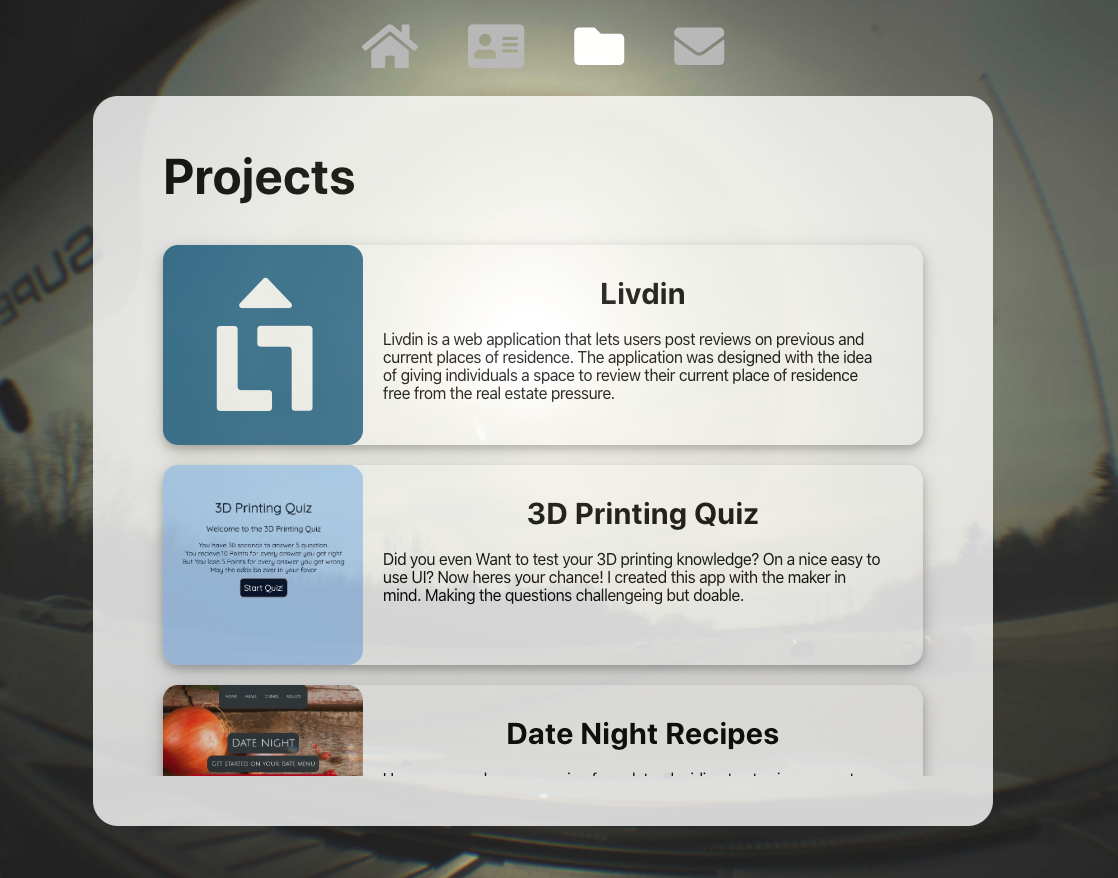 Projects
Livdin
Livdin is a web application that lets users post reviews on previous and
current places of residence. The application was designed with the idea
of giving individuals a space to review their current place of residence
free from the real estate pressure.
3D Printing Quiz
Welcome to the 3D Printing Quiz
You have 30 seconds to answer 5 question.
You recieve 10 Points for every answer you get right
But You lose 5 Points for every answer you get wrong
May the odds be ever in your favor
Start Quiz!
3D Printing Quiz
Did you even Want to test your 3D printing knowledge? On a nice easy to
use UI? Now heres your chance! I created this app with the maker in
mind. Making the questions challengeing but doable.
HOME MENU DISHES RESULTS
DATE NIGHT
GET STARTED ON YOUR DATE MENU
Date Night Recipes